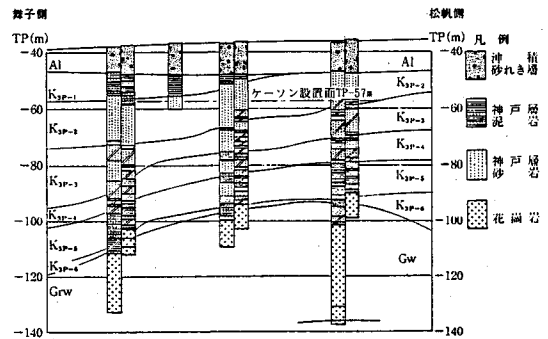 舞子側
松帆側
TP(m)
TP(m)
凡例
-40
-40
Al
Al
沖積
砂れき層
K3P-1
K3P-2
-60
ケーソン設置面TP-57m
-60
K3P-2
K3P-3
神戸層
泥岩
K3P-4
-80
-80
K3P-3
K3P-5
神戸層
砂岩
K3P-4
K3P-6
-100
-100
花崗岩
K3P-5
K3P-6
-120
Grw
Gw
-120
-140
-140